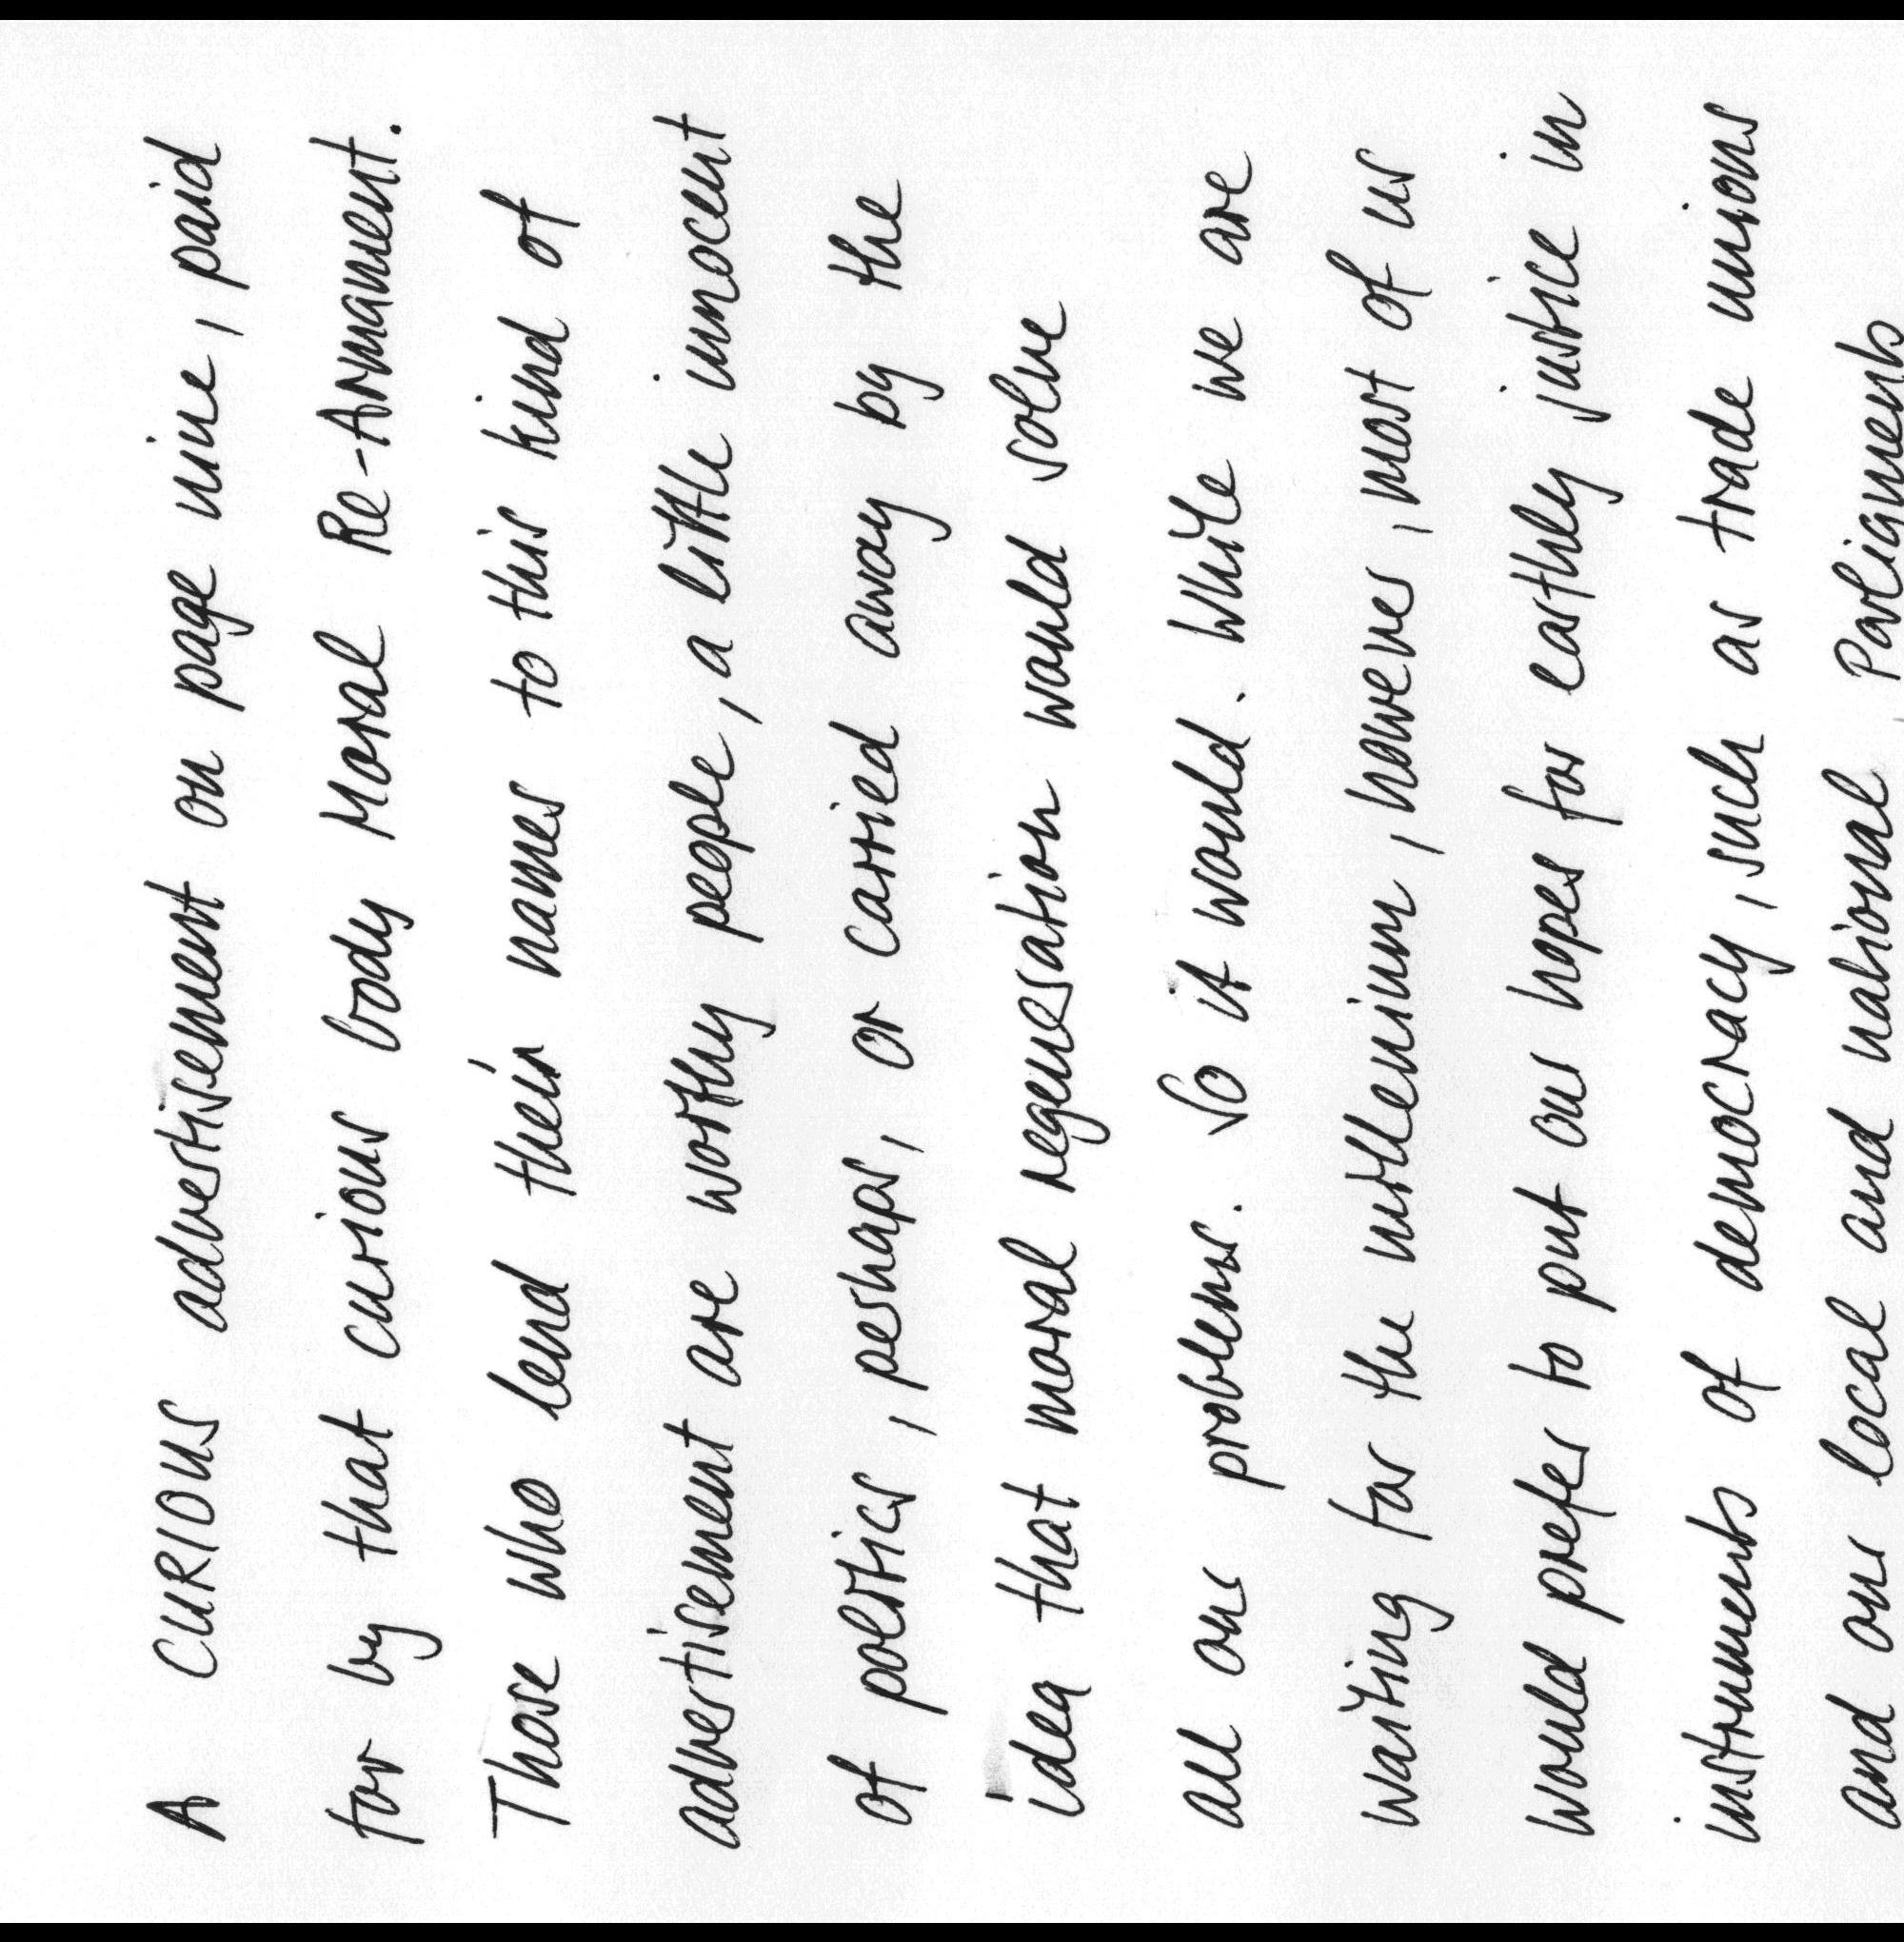 A CURIOUS advertisement on page nine, paid
for by that curious body Moral Re-Armament.
Those who lend their names to this kind of
advertisement are worthy people, a little innocent
of politics, perhaps, or carried away by the
idea that moral regeneration would solve
all our problems. So it would. While we are
waiting for the millenium, however, most of us
would prefer to put our hopes for earthly justice in
instruments of democracy, such as trade unions
and our local and national Parliaments